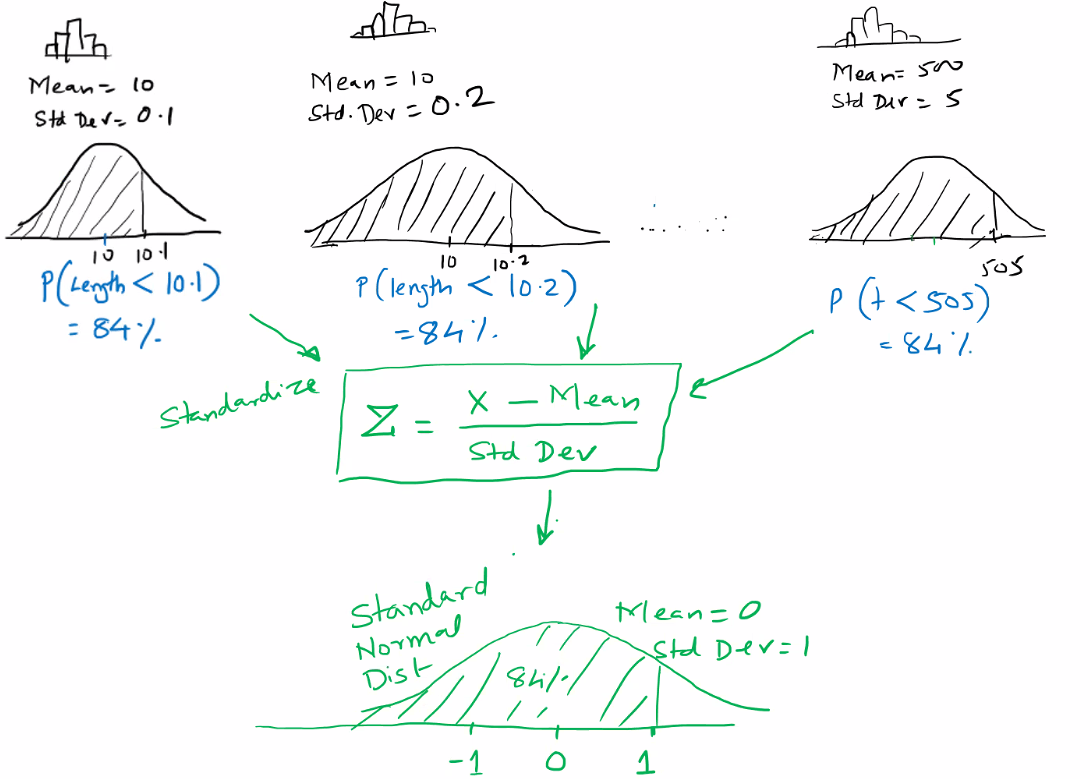 Mean = 10
Std Dev = 0.1
10 10.1
P(Length < 10.1)
= 84%
Mean = 10
Std. Dev = 0.2
10 10.2
P(length < 10.2)
= 84%
Mean = 500
Std Dev = 5
505
P(t < 505)
= 84%
Standardize
Z = X - Mean
Std Dev
Standard
Normal
Dist
Mean = 0
Std Dev = 1
84%
-1 0 1